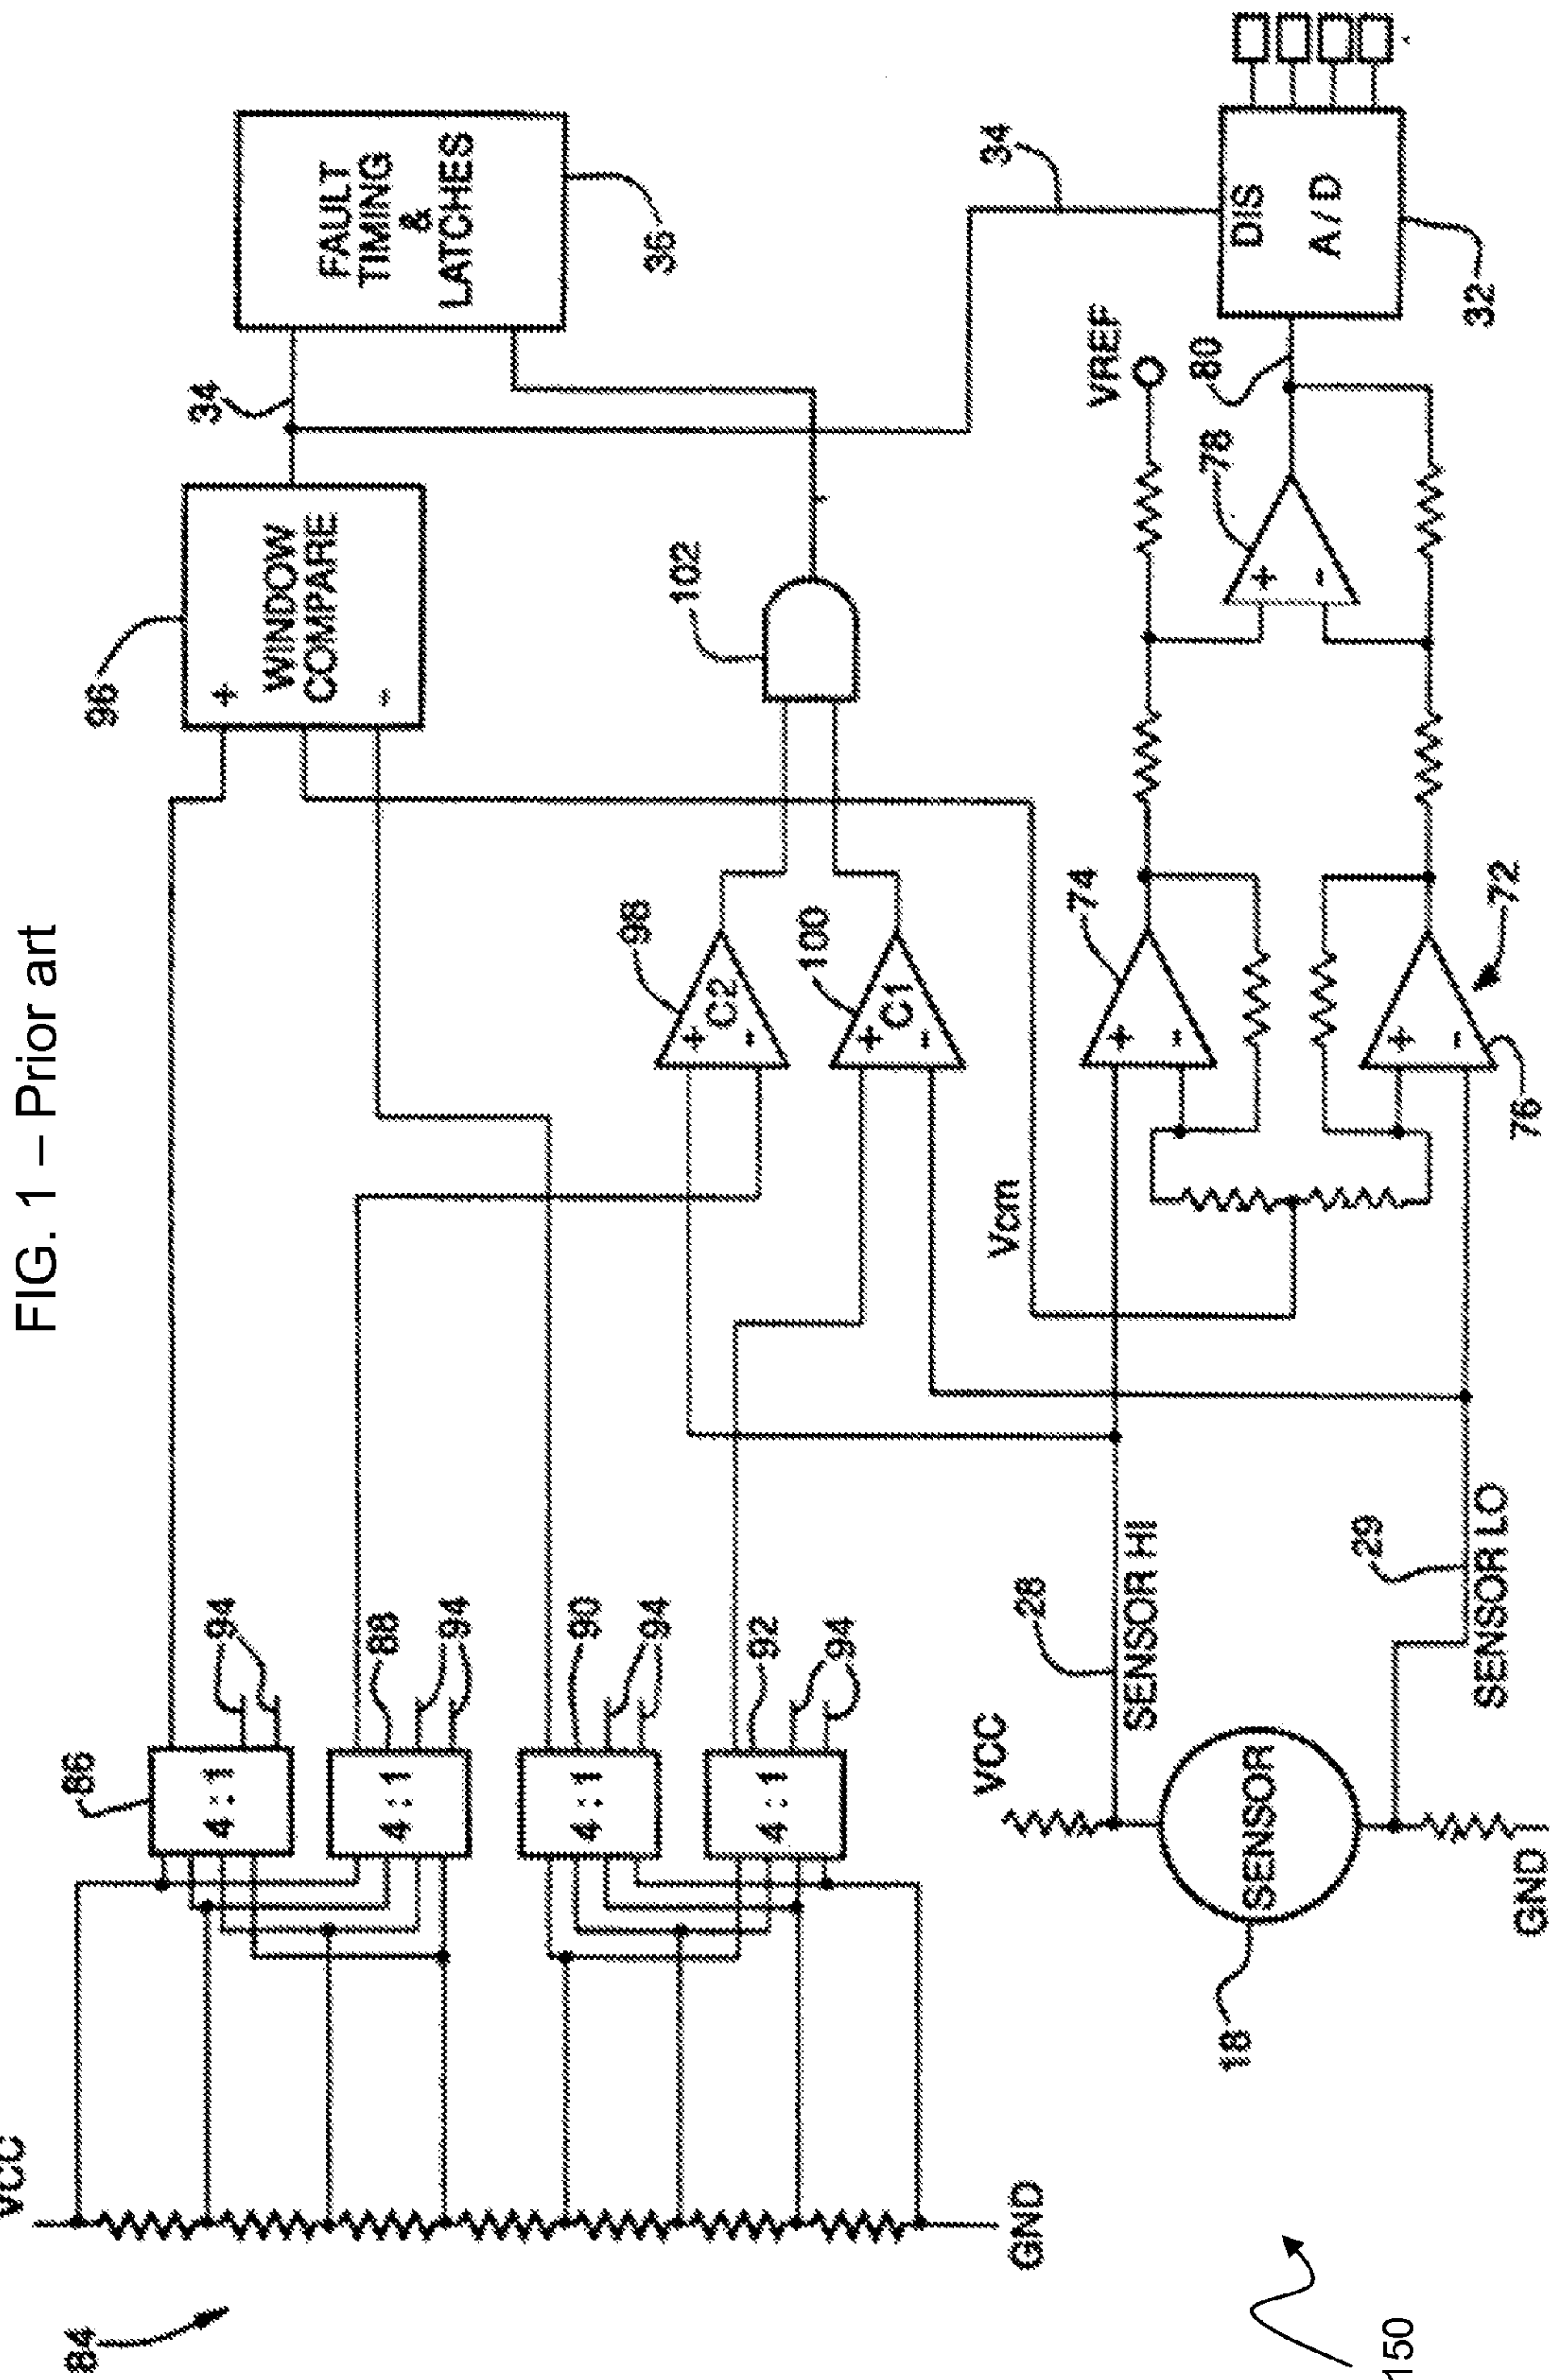 FIG. 1 – Prior art
84
VCC
GND
86
4:1
94
88
4:1
94
90
4:1
94
92
4:1
94
96
+
WINDOW
COMPARE
-
34
FAULT
TIMING
&
LATCHES
36
98
+
C2
-
100
+
C1
-
102
Vcm
34
VCC
28
SENSOR HI
18
SENSOR
29
SENSOR LO
GND
74
+
-
72
+
-
76
VREF
78
+
-
80
DIS
A/D
32
150